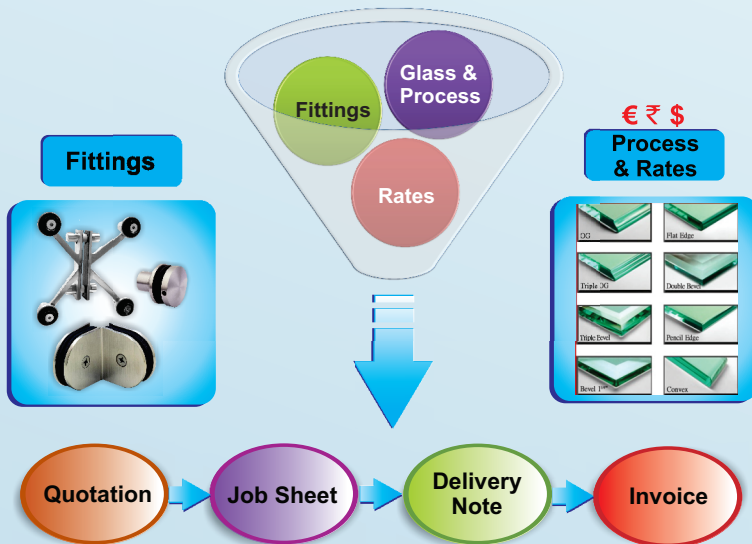 Glass &
Process
Fittings
Rates
Fittings
€ ₹ $
Process
& Rates
OG
Flat Edge
Triple OG
Double Bevel
Triple Bevel
Pencil Edge
Convex
Quotation
Job Sheet
Delivery
Note
Invoice